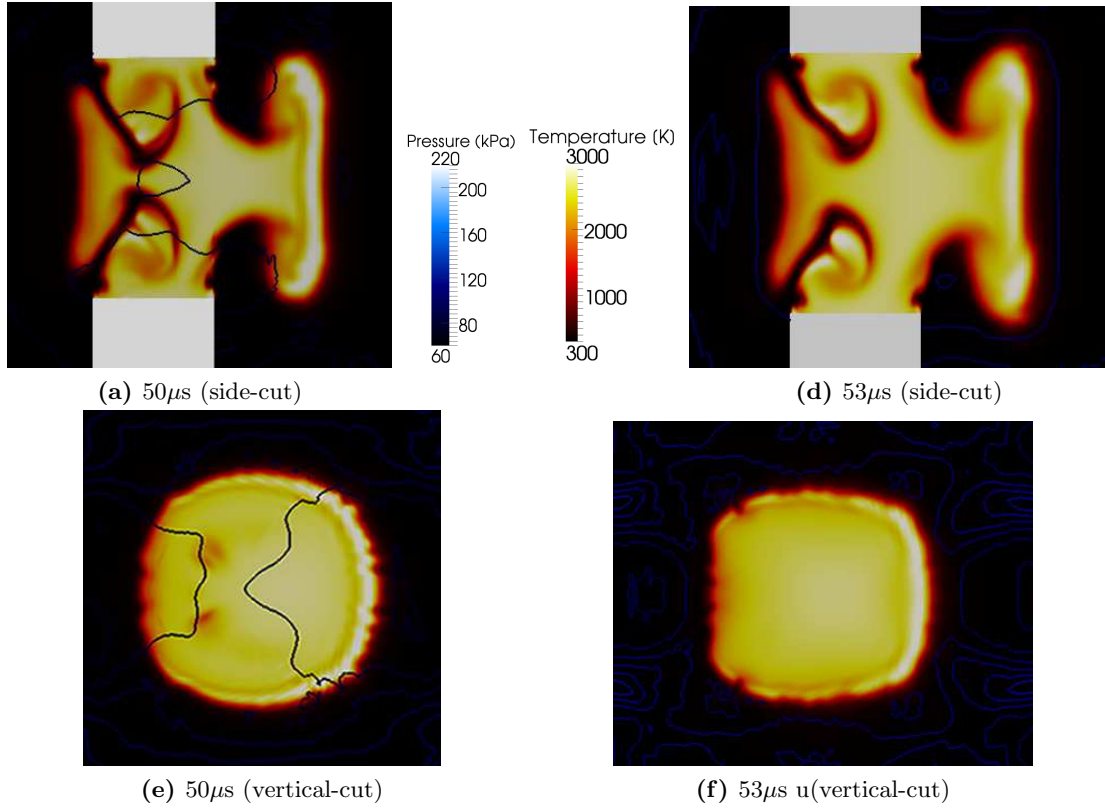 Pressure (kPa)
220
200
160
120
80
60
Temperature (K)
3000
2000
1000
300
(a) 50μs (side-cut)
(d) 53μs (side-cut)
(e) 50μs (vertical-cut)
(f) 53μs u(vertical-cut)